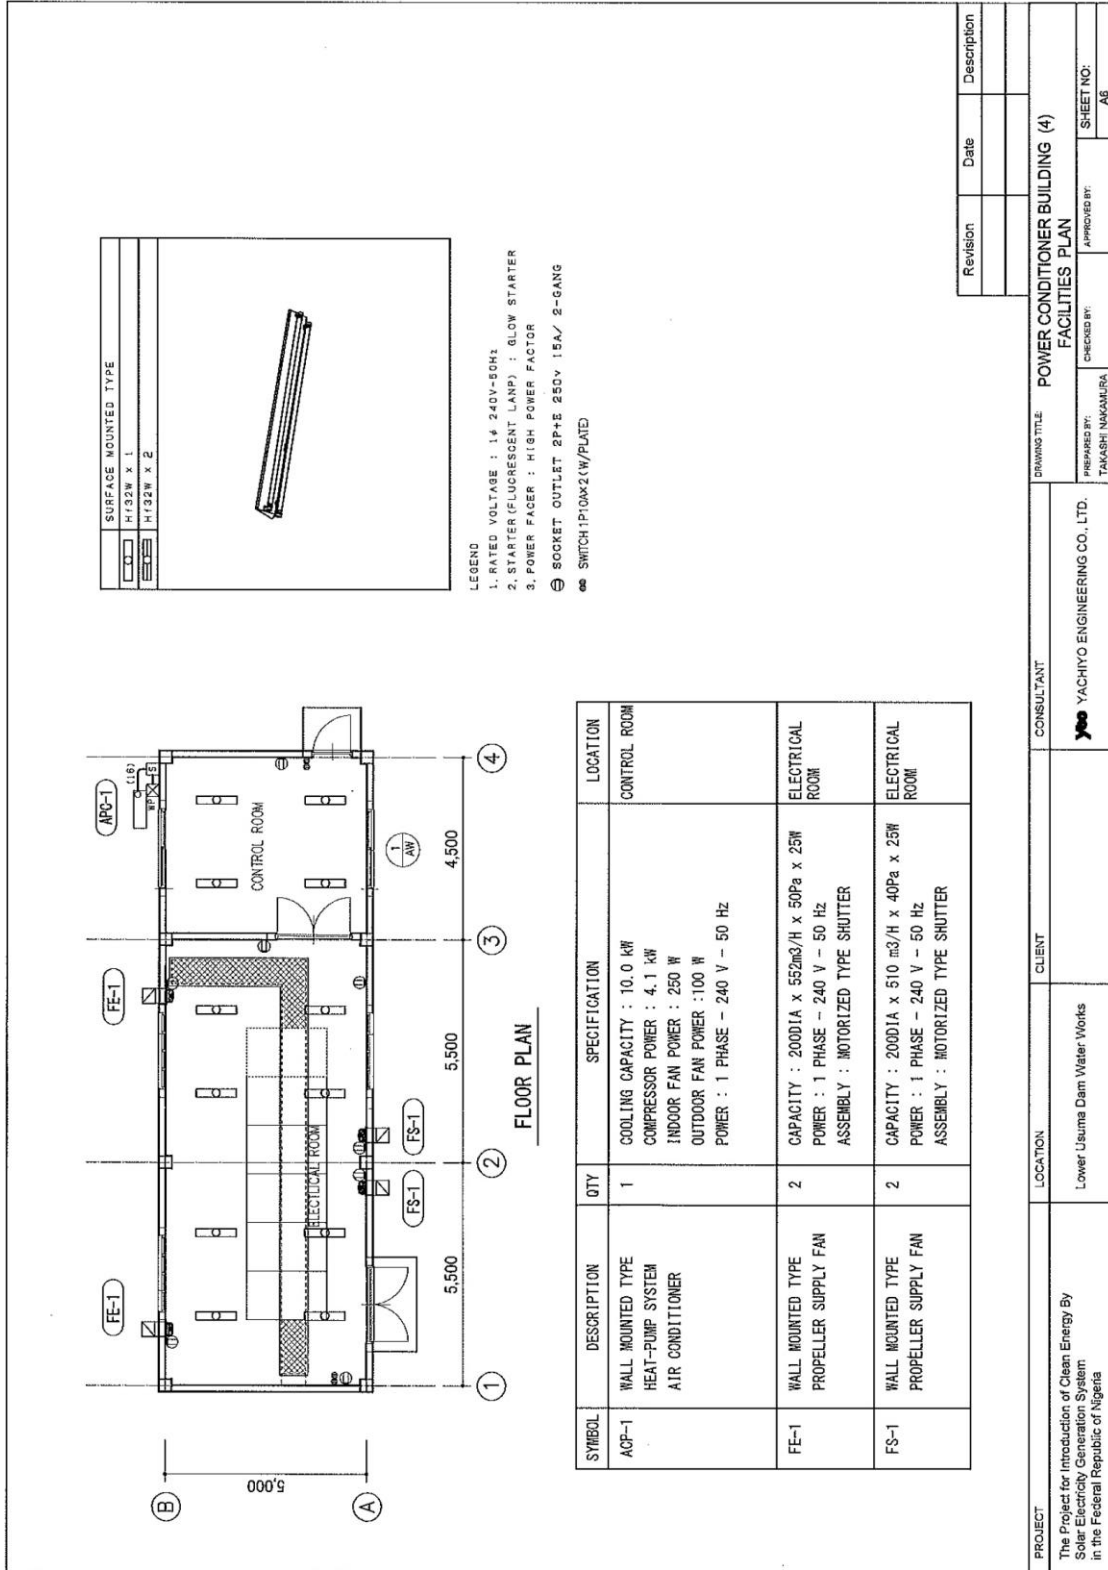 FLOOR PLAN
FE-1
FE-1
APC-1
(16)
WP
S
B
A
5,000
ELECTLICAL ROOM
CONTROL ROOM
FS-1
FS-1
1
AW
5,500
5,500
4,500
1
2
3
4
SURFACE MOUNTED TYPE
Hf32W x 1
Hf32W x 2
LEGEND
1. RATED VOLTAGE : 1ϕ 240V-50Hz
2. STARTER(FLUCRESCENT LANP) : GLOW STARTER
3. POWER FACER : HIGH POWER FACTOR
SOCKET OUTLET 2P+E 250v 15A/ 2-GANG
SWITCH1P10Ax2(W/PLATE)
SYMBOL DESCRIPTION QTY SPECIFICATION LOCATION
ACP-1 WALL MOUNTED TYPE 1 COOLING CAPACITY : 10.0 kW CONTROL ROOM
HEAT-PUMP SYSTEM COMPRESSOR POWER : 4.1 kW
AIR CONDITIONER INDOOR FAN POWER : 250 W
OUTDOOR FAN POWER :100 W
POWER : 1 PHASE - 240 V - 50 Hz
FE-1 WALL MOUNTED TYPE 2 CAPACITY : 200DIA x 552m3/H x 50Pa x 25W ELECTRICAL
PROPELLER SUPPLY FAN POWER : 1 PHASE - 240 V - 50 Hz ROOM
ASSEMBLY : MOTORIZED TYPE SHUTTER
FS-1 WALL MOUNTED TYPE 2 CAPACITY : 200DIA x 510 m3/H x 40Pa x 25W ELECTRICAL
PROPELLER SUPPLY FAN POWER : 1 PHASE - 240 V - 50 Hz ROOM
ASSEMBLY : MOTORIZED TYPE SHUTTER
Revision Date Description
PROJECT
The Project for Introduction of Clean Energy By
Solar Electricity Generation System
in the Federal Republic of Nigeria
LOCATION
Lower Usuma Dam Water Works
CLIENT
CONSULTANT
yeo YACHIYO ENGINEERING CO., LTD.
DRAWING TITLE: POWER CONDITIONER BUILDING (4)
FACILITIES PLAN
PREPARED BY: CHECKED BY: APPROVED BY: SHEET NO:
TAKASHI NAKAMURA A6